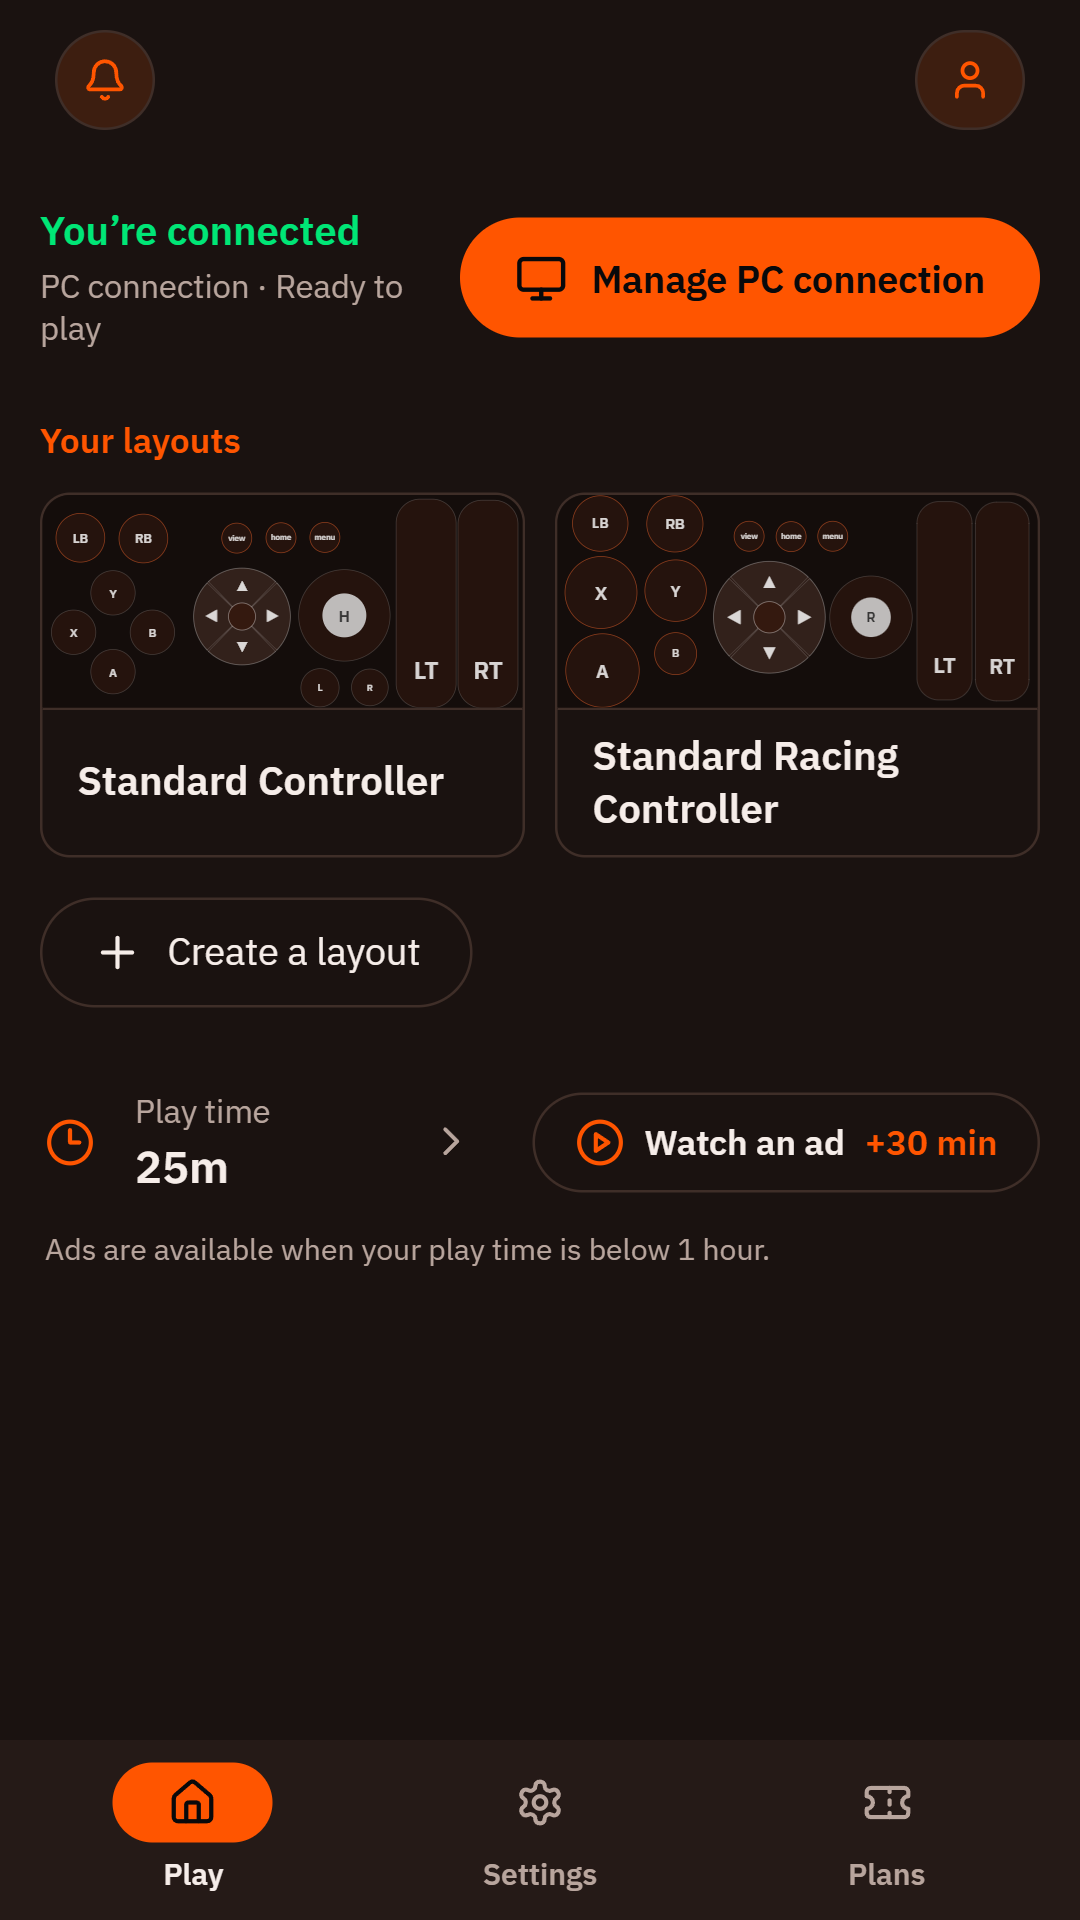 You’re connected
PC connection · Ready to
play
Manage PC connection
Your layouts
LB RB view home menu
Y
X B
A
H
L R
LT RT
Standard Controller
LB RB view home menu
X Y
A B
R
LT RT
Standard Racing
Controller
Create a layout
Play time
25m
Watch an ad +30 min
Ads are available when your play time is below 1 hour.
Play
Settings
Plans